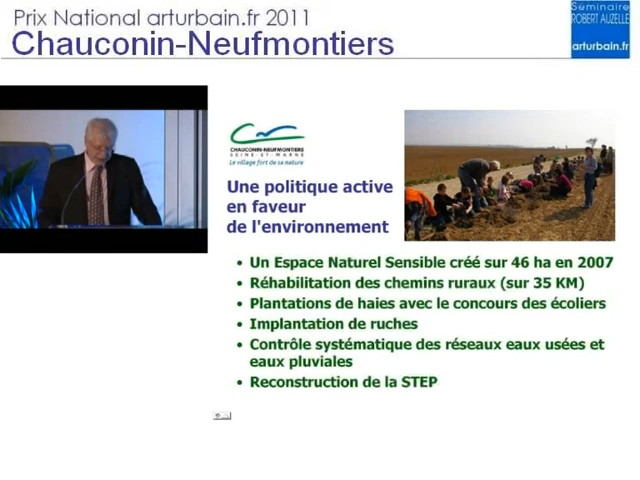 Prix National arturbain.fr 2011
Chauconin-Neufmontiers
Séminaire
ROBERT AUZELLE
arturbain.fr
CHAUCONIN-NEUFMONTIERS
SEINE-ET-MARNE
Le village fort de sa nature
Une politique active
en faveur
de l'environnement
• Un Espace Naturel Sensible créé sur 46 ha en 2007
• Réhabilitation des chemins ruraux (sur 35 KM)
• Plantations de haies avec le concours des écoliers
• Implantation de ruches
• Contrôle systématique des réseaux eaux usées et
eaux pluviales
• Reconstruction de la STEP